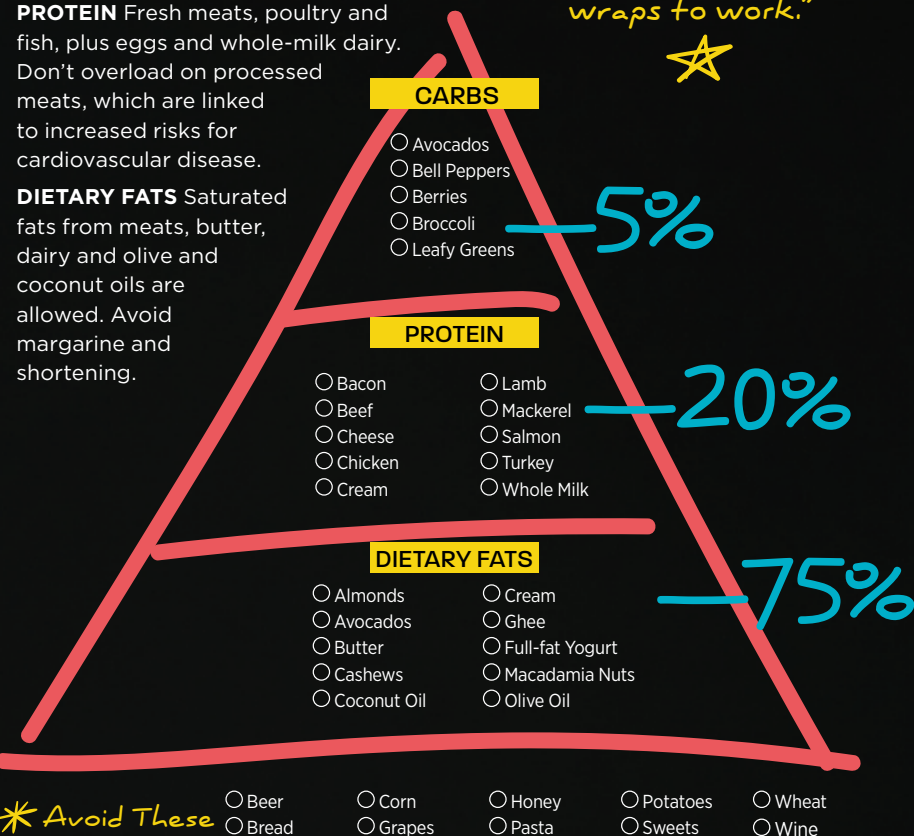 PROTEIN Fresh meats, poultry and
fish, plus eggs and whole-milk dairy.
Don’t overload on processed
meats, which are linked
to increased risks for
cardiovascular disease.
DIETARY FATS Saturated
fats from meats, butter,
dairy and olive and
coconut oils are
allowed. Avoid
margarine and
shortening.
wraps to work.”
CARBS
Avocados
Bell Peppers
Berries
Broccoli
Leafy Greens
5%
PROTEIN
Bacon
Beef
Cheese
Chicken
Cream
Lamb
Mackerel
Salmon
Turkey
Whole Milk
20%
DIETARY FATS
Almonds
Avocados
Butter
Cashews
Coconut Oil
Cream
Ghee
Full-fat Yogurt
Macadamia Nuts
Olive Oil
75%
Avoid These
Beer
Bread
Corn
Grapes
Honey
Pasta
Potatoes
Sweets
Wheat
Wine